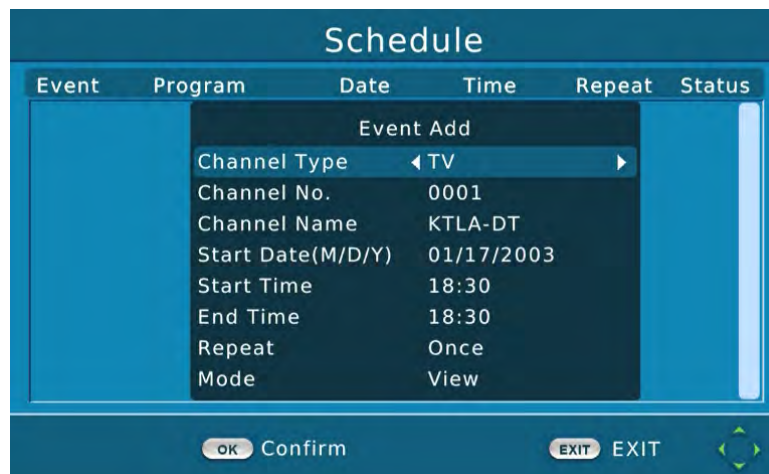 Schedule
Event Program Date Time Repeat Status
Event Add
Channel Type TV
Channel No. 0001
Channel Name KTLA-DT
Start Date(M/D/Y) 01/17/2003
Start Time 18:30
End Time 18:30
Repeat Once
Mode View
OK Confirm EXIT EXIT